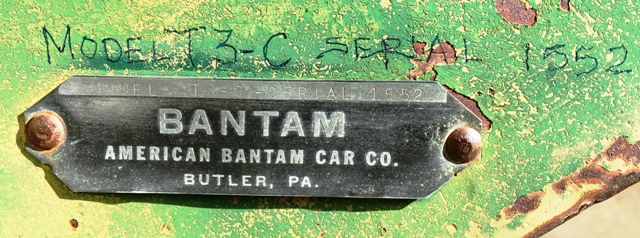 MODEL T3-C SERIAL 1552
MODEL T3-C SERIAL 1552
BANTAM
AMERICAN BANTAM CAR CO.
BUTLER, PA.